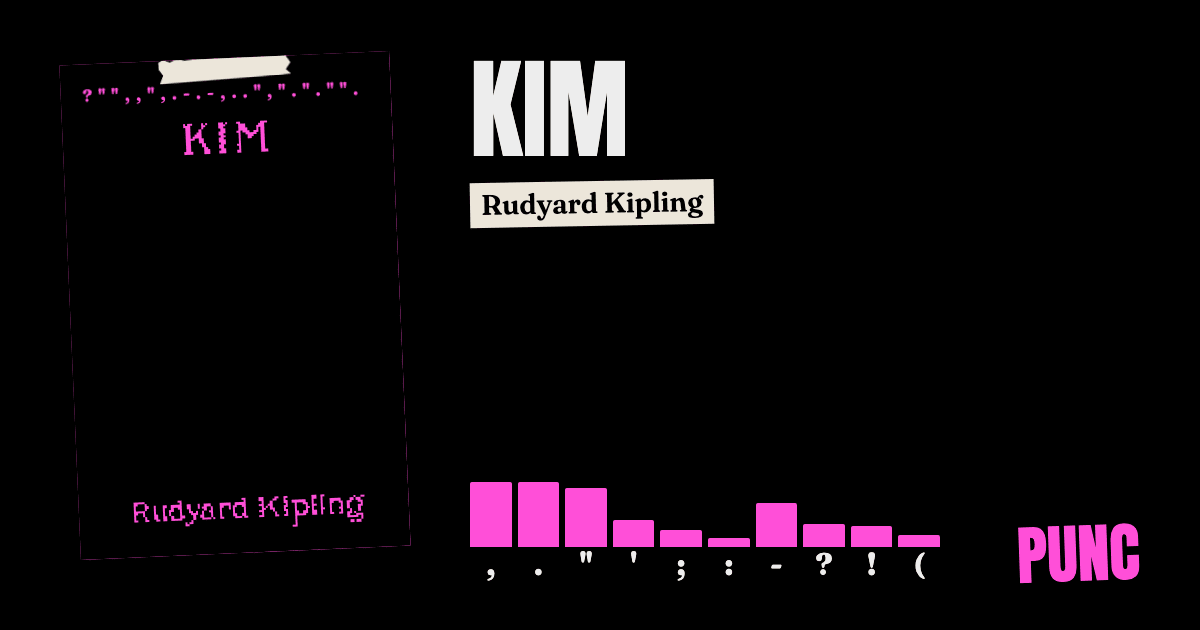 ?"",,",.-.-,..",".".""."
KIM
Rudyard Kipling
KIM
Rudyard Kipling
, . " ' ; : - ? ! (
PUNC